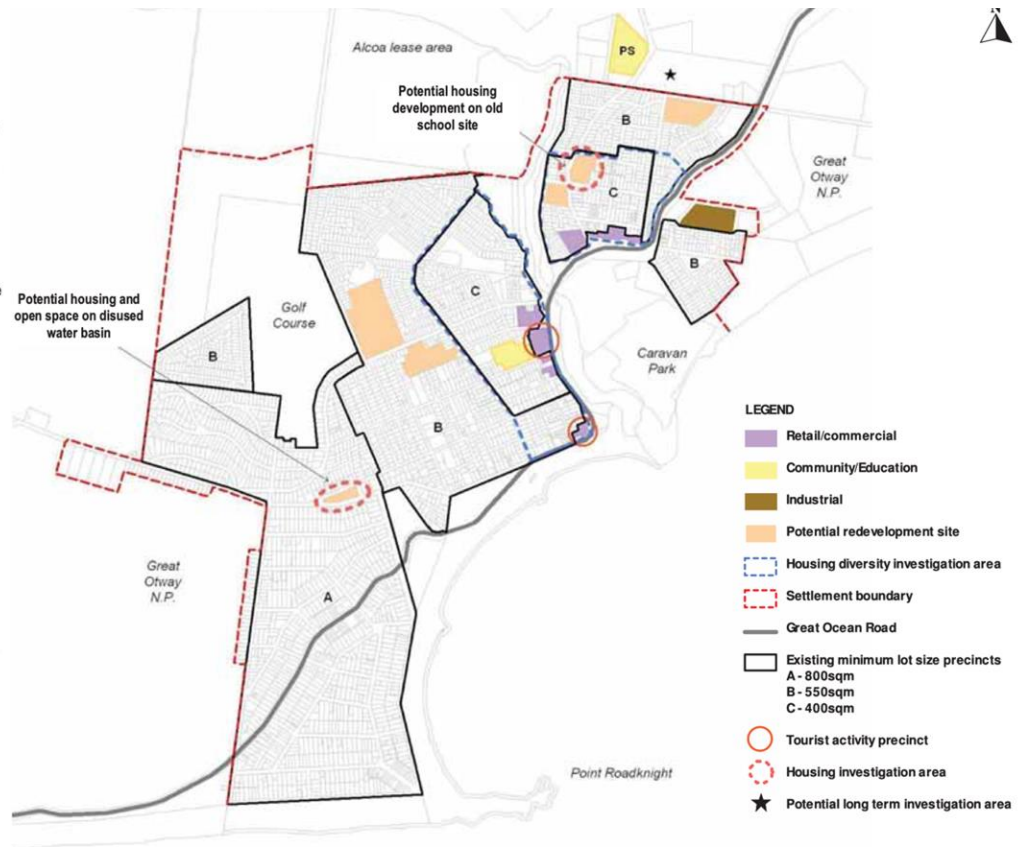 N
Alcoa lease area
PS
Potential housing
development on old
school site
B
Great
Otway
N.P.
C
B
Potential housing and
open space on disused
water basin
Golf
Course
C
B
Caravan
Park
B
Great
Otway
N.P.
A
Point Roadknight
LEGEND
Retail/commercial
Community/Education
Industrial
Potential redevelopment site
Housing diversity investigation area
Settlement boundary
Great Ocean Road
Existing minimum lot size precincts
A - 800sqm
B - 550sqm
C - 400sqm
Tourist activity precinct
Housing investigation area
Potential long term investigation area